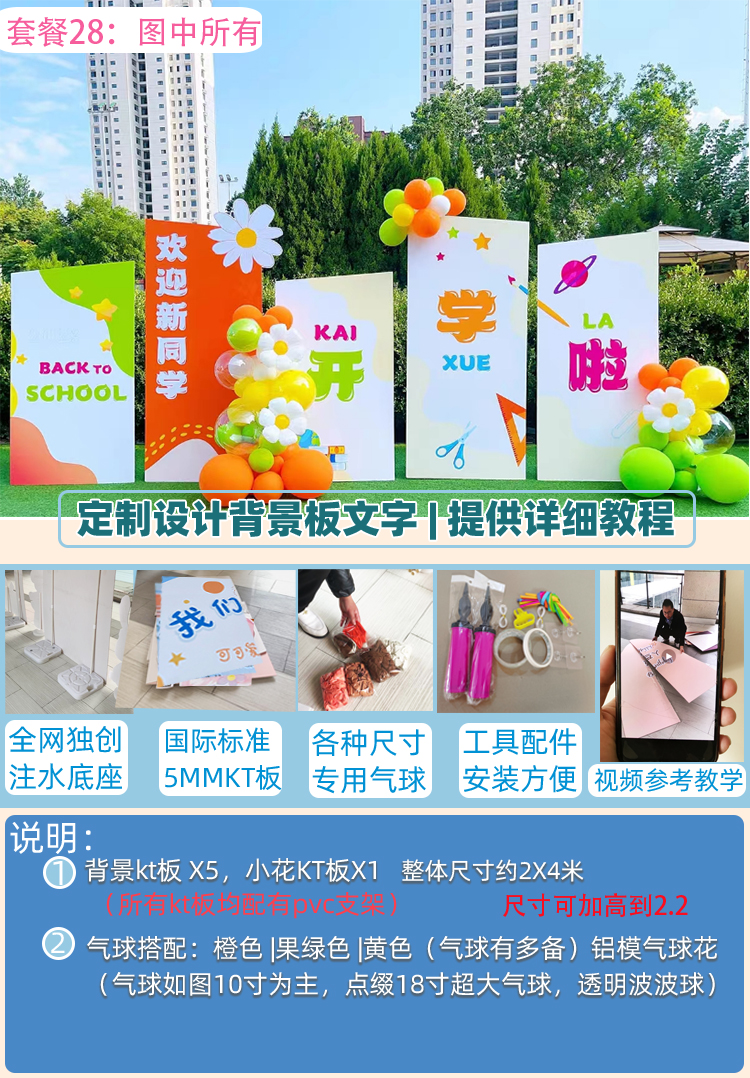 套餐28：图中所有
欢迎新同学
BACK TO
SCHOOL
KAI
开
学
XUE
LA
啦
定制设计背景板文字 | 提供详细教程
我们
可可爱
全网独创
注水底座
国际标准
5MMKT板
各种尺寸
专用气球
工具配件
安装方便
视频参考教学
说明：
① 背景kt板 X5，小花KT板X1 整体尺寸约2X4米
（所有kt板均配有pvc支架） 尺寸可加高到2.2
② 气球搭配：橙色 |果绿色 |黄色（气球有多备）铝模气球花
（气球如图10寸为主，点缀18寸超大气球，透明波波球）